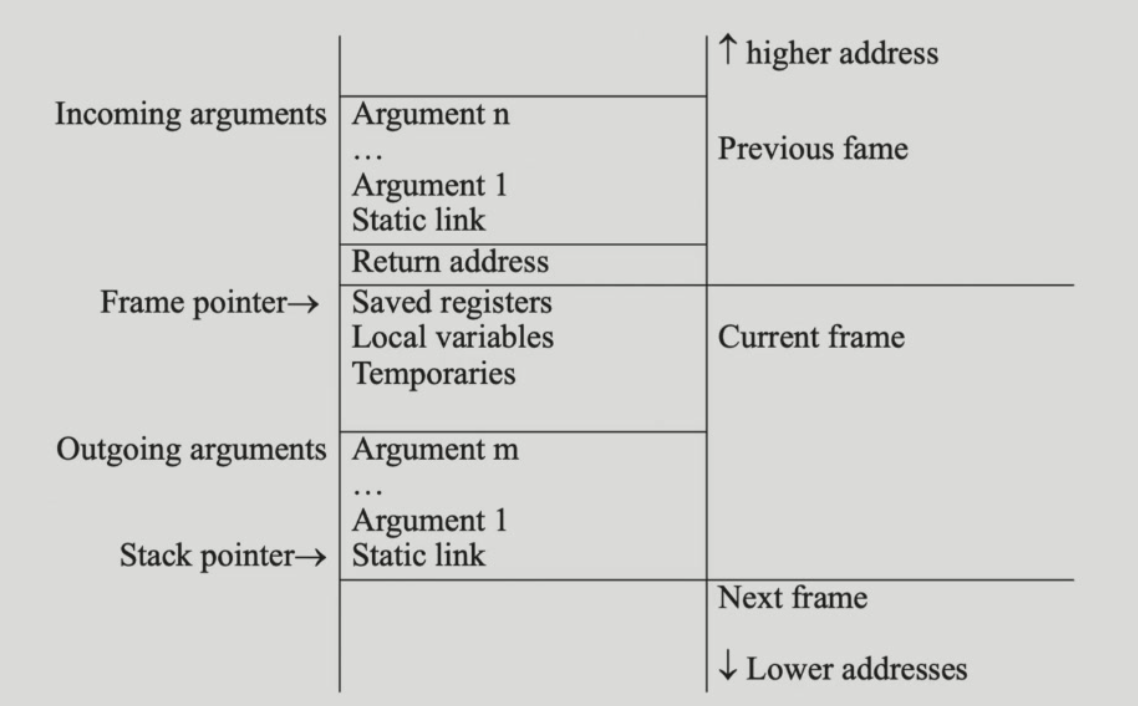 ↑ higher address
Incoming arguments
Argument n
Previous fame
...
Argument 1
Static link
Return address
Frame pointer→
Saved registers
Local variables
Current frame
Temporaries
Outgoing arguments
Argument m
...
Argument 1
Stack pointer→
Static link
Next frame
↓ Lower addresses